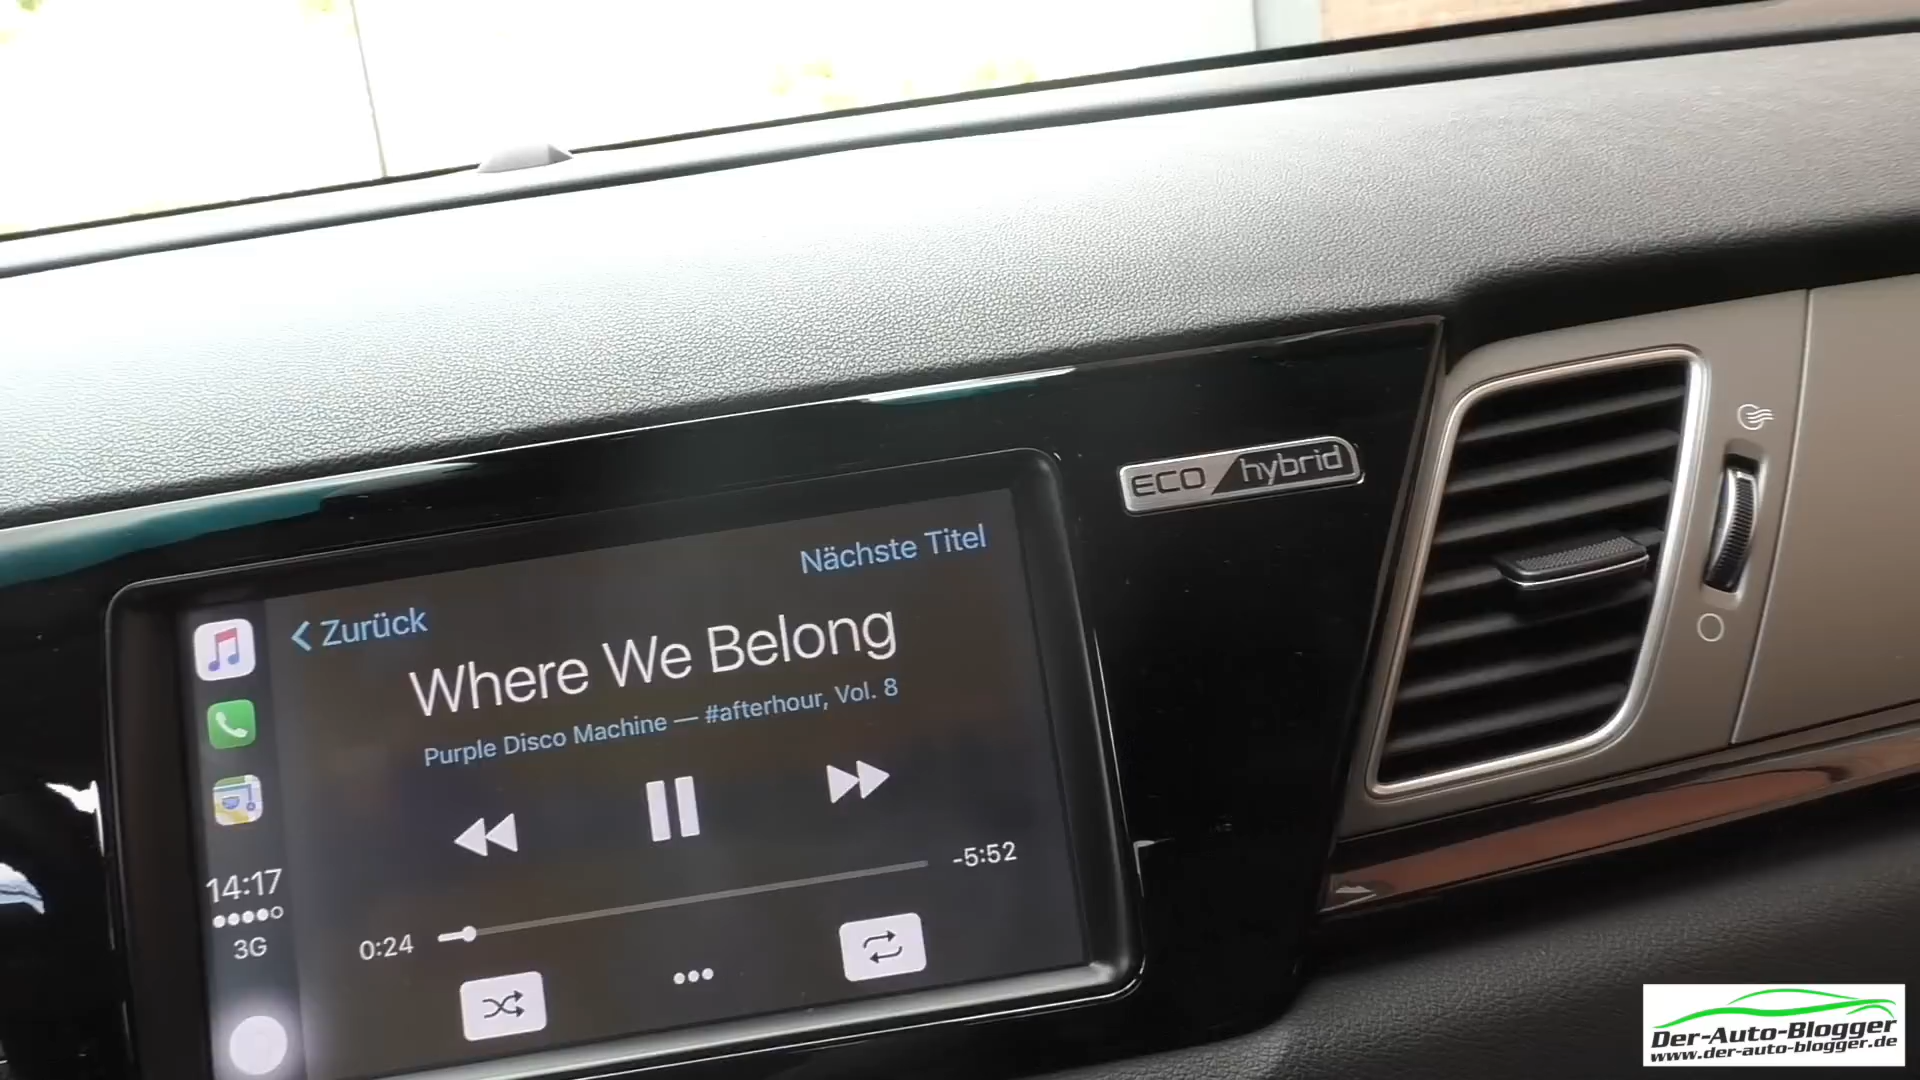 ECO hybrid
Nächste Titel
Zurück
Where We Belong
Purple Disco Machine — #afterhour, Vol. 8
14:17
3G
0:24
-5:52
Der-Auto-Blogger
www.der-auto-blogger.de